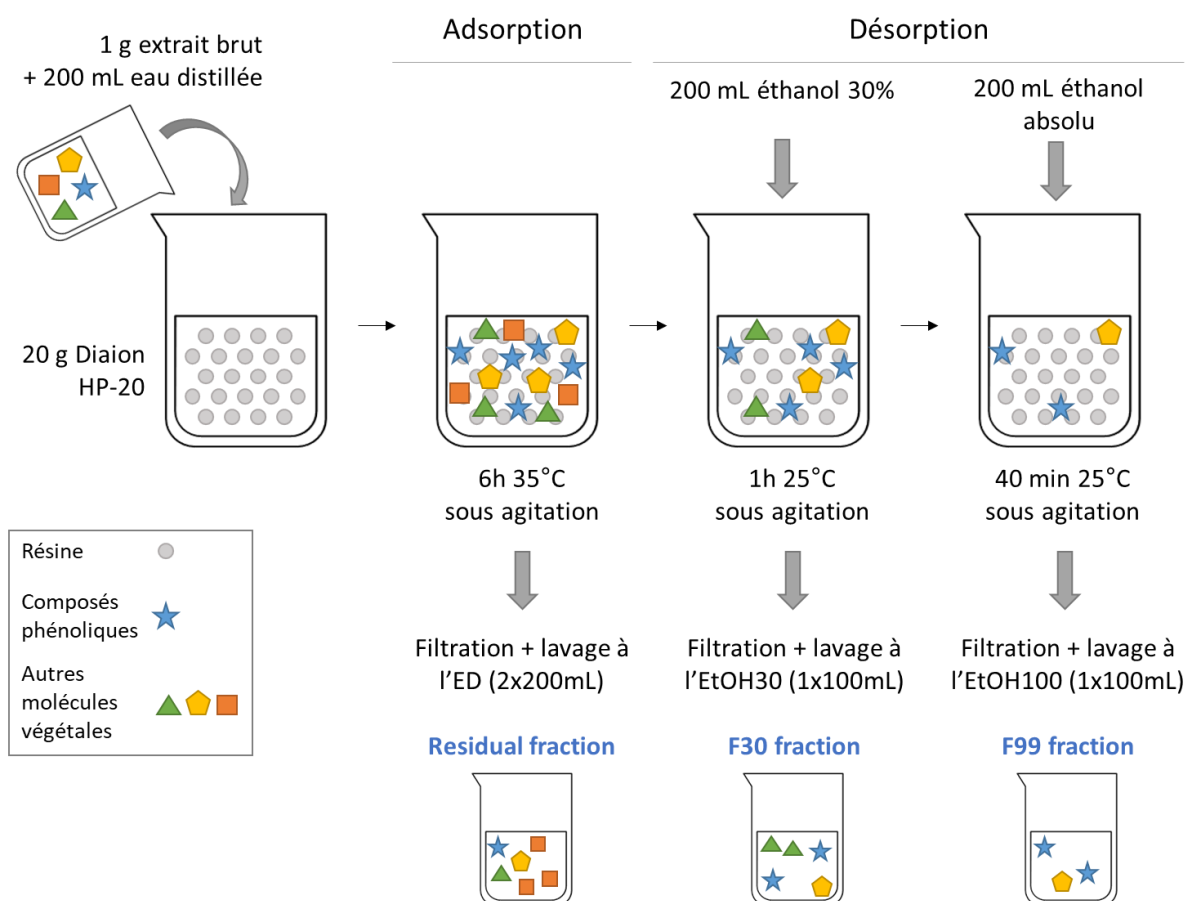 1 g extrait brut
+ 200 mL eau distillée
Adsorption
Désorption
200 mL éthanol 30%
200 mL éthanol
absolu
20 g Diaion
HP-20
6h 35°C
sous agitation
1h 25°C
sous agitation
40 min 25°C
sous agitation
Résine
Composés
phénoliques
Autres
molécules
végétales
Filtration + lavage à
l'ED (2x200mL)
Filtration + lavage à
l'EtOH30 (1x100mL)
Filtration + lavage à
l'EtOH100 (1x100mL)
Residual fraction
F30 fraction
F99 fraction